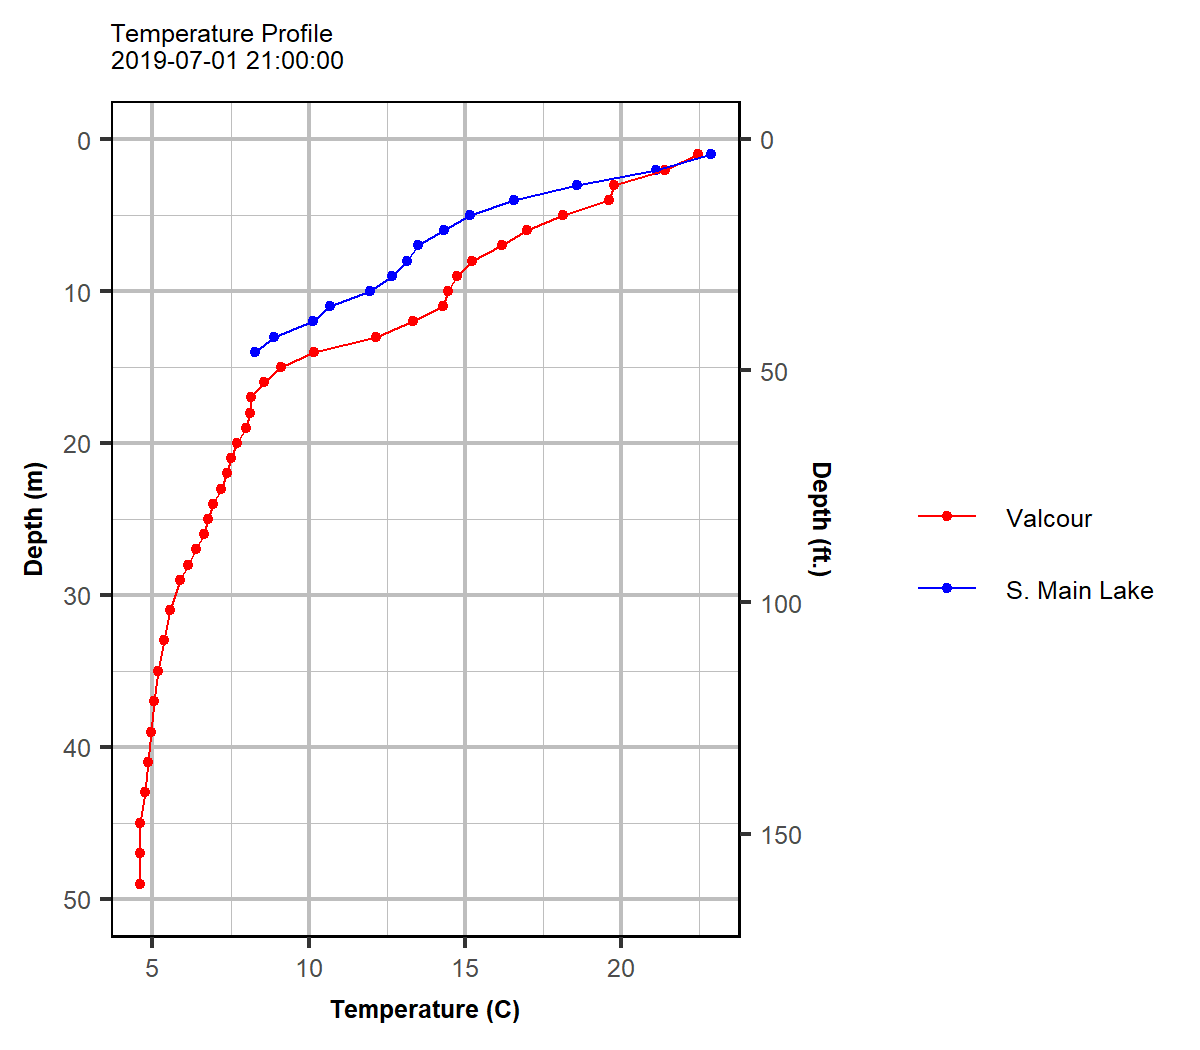 Temperature Profile
2019-07-01 21:00:00
0
10
20
30
40
50
Depth (m)
0
50
100
150
Depth (ft.)
5 10 15 20
Temperature (C)
Valcour
S. Main Lake